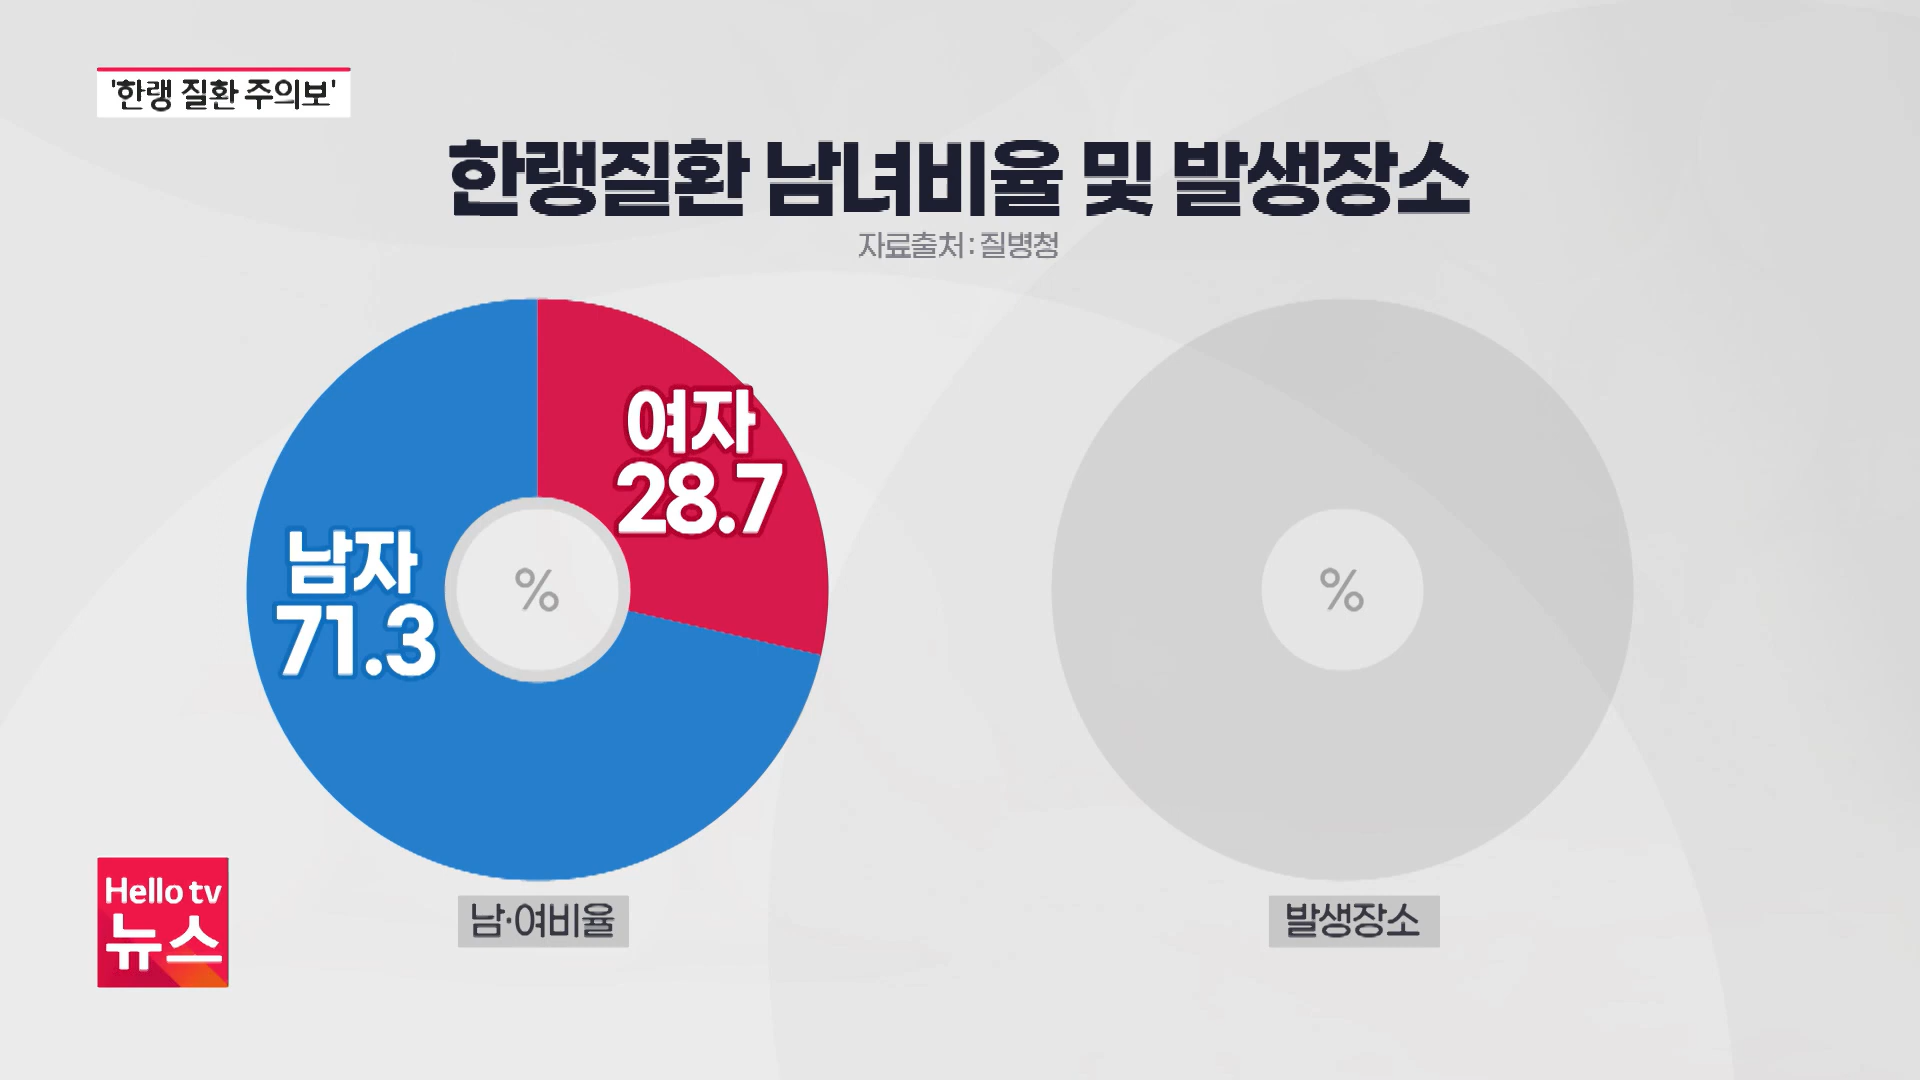 '한랭 질환 주의보'
한랭질환 남녀비율 및 발생장소
자료출처 : 질병청
여자
28.7
남자
71.3
%
%
남·여비율
발생장소
Hello tv
뉴스